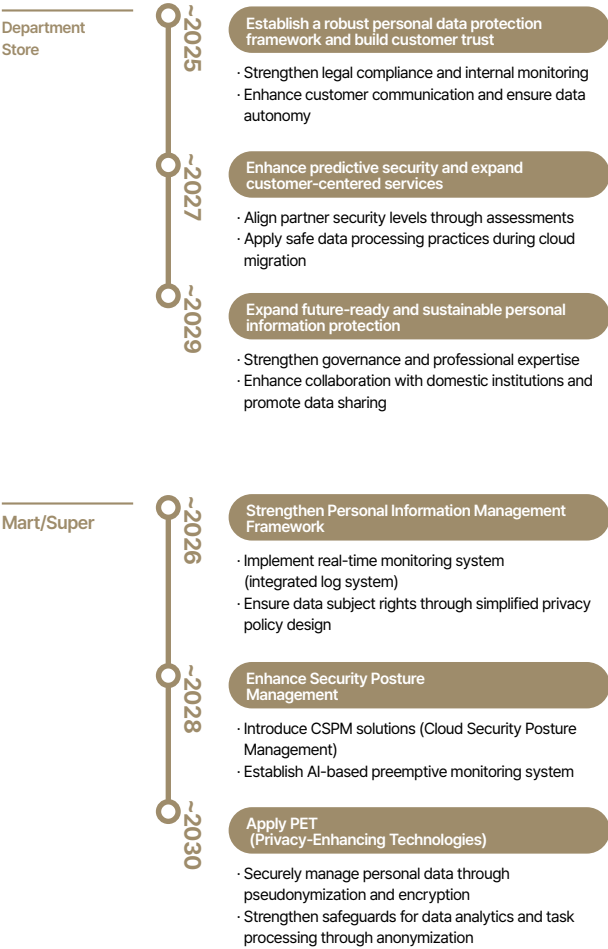 Department
Store
~2025
Establish a robust personal data protection
framework and build customer trust
· Strengthen legal compliance and internal monitoring
· Enhance customer communication and ensure data
autonomy
~2027
Enhance predictive security and expand
customer-centered services
· Align partner security levels through assessments
· Apply safe data processing practices during cloud
migration
~2029
Expand future-ready and sustainable personal
information protection
· Strengthen governance and professional expertise
· Enhance collaboration with domestic institutions and
promote data sharing
Mart/Super
~2026
Strengthen Personal Information Management
Framework
· Implement real-time monitoring system
(integrated log system)
· Ensure data subject rights through simplified privacy
policy design
~2028
Enhance Security Posture
Management
· Introduce CSPM solutions (Cloud Security Posture
Management)
· Establish AI-based preemptive monitoring system
~2030
Apply PET
(Privacy-Enhancing Technologies)
· Securely manage personal data through
pseudonymization and encryption
· Strengthen safeguards for data analytics and task
processing through anonymization